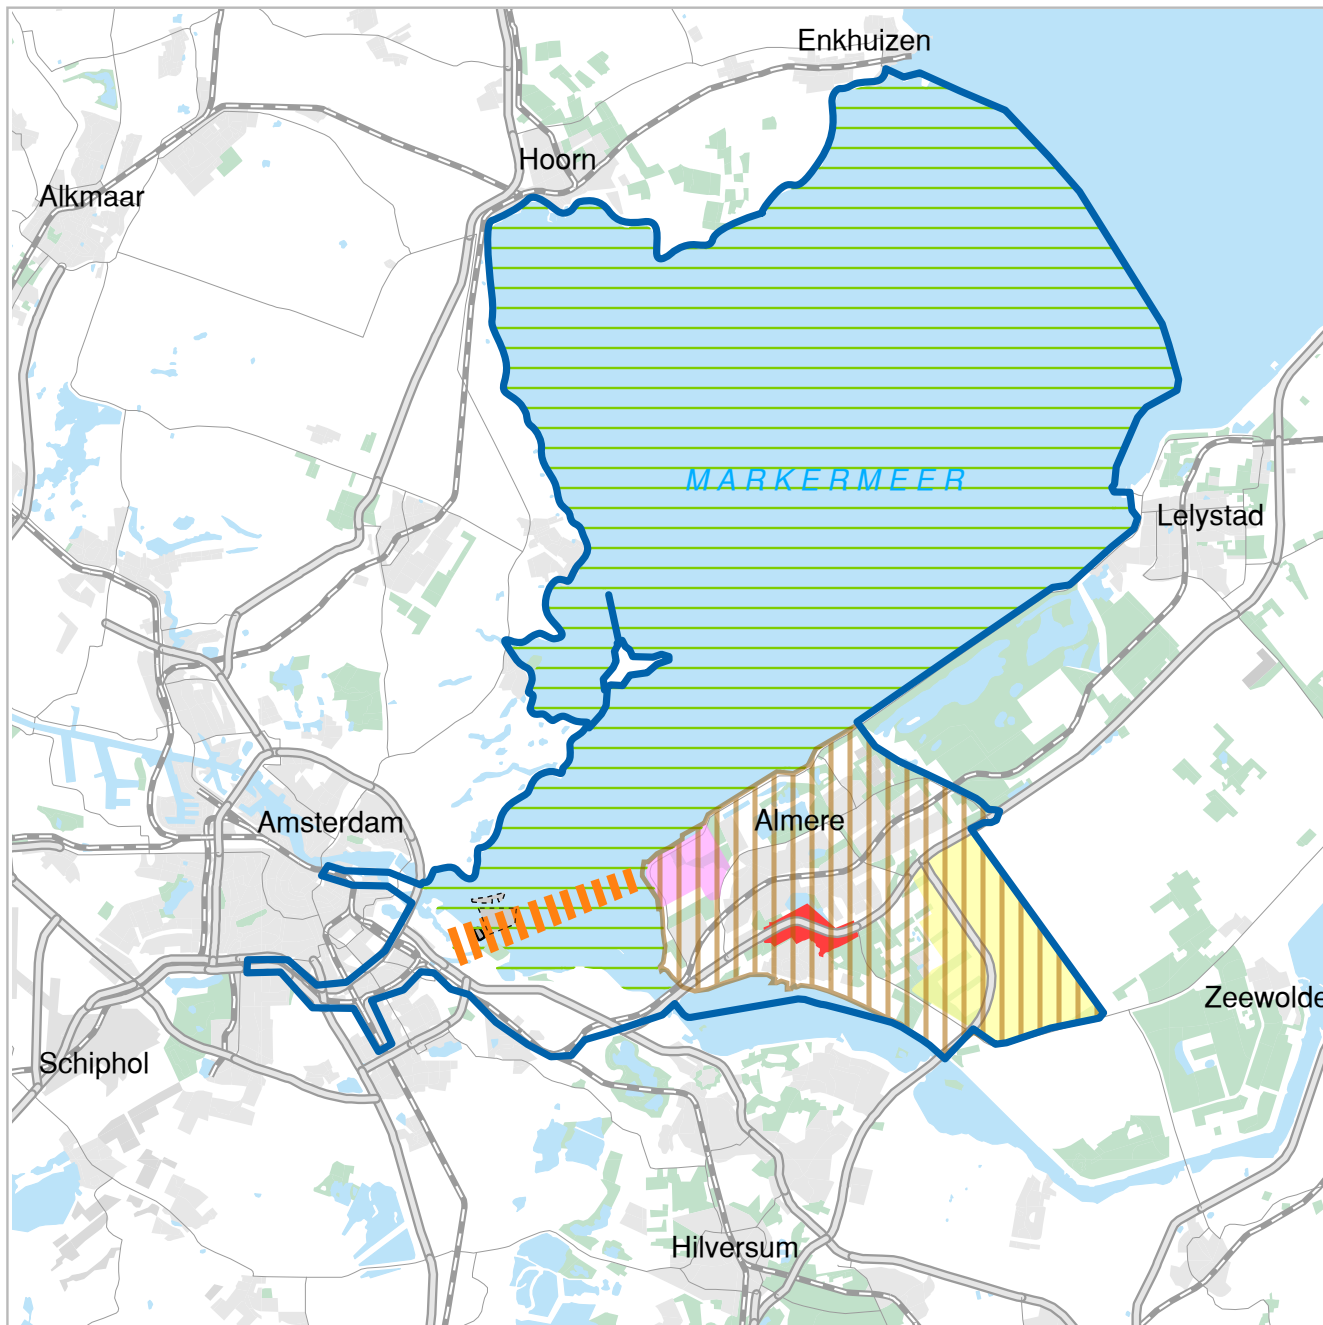 Enkhuizen
Hoorn
Alkmaar
MARKERMEER
Lelystad
Amsterdam
Almere
Zeewolde
Schiphol
Hilversum